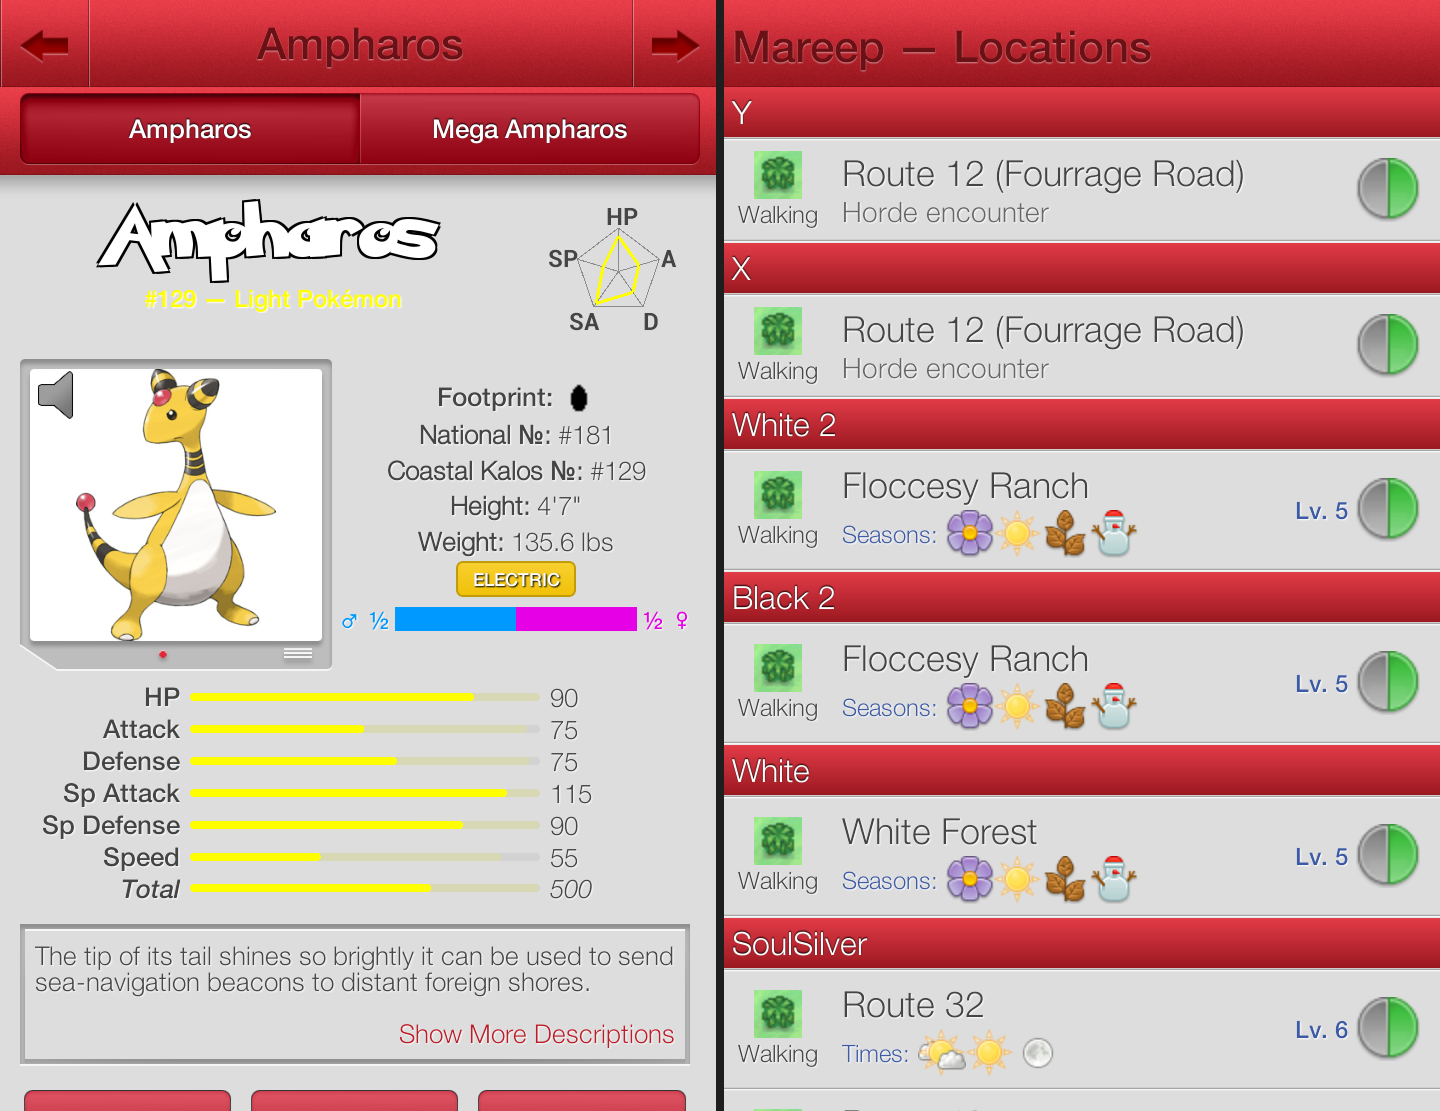 Ampharos
Ampharos
Mega Ampharos
Ampharos
#129 — Light Pokémon
HP
SP
A
SA
D
Footprint:
National №: #181
Coastal Kalos №: #129
Height: 4'7"
Weight: 135.6 lbs
ELECTRIC
♂ ½
½ ♀
HP 90
Attack 75
Defense 75
Sp Attack 115
Sp Defense 90
Speed 55
Total 500
The tip of its tail shines so brightly it can be used to send
sea-navigation beacons to distant foreign shores.
Show More Descriptions
Mareep — Locations
Y
Route 12 (Fourrage Road)
Walking
Horde encounter
X
Route 12 (Fourrage Road)
Walking
Horde encounter
White 2
Floccesy Ranch
Lv. 5
Walking
Seasons:
Black 2
Floccesy Ranch
Lv. 5
Walking
Seasons:
White
White Forest
Lv. 5
Walking
Seasons:
SoulSilver
Route 32
Lv. 6
Walking
Times: